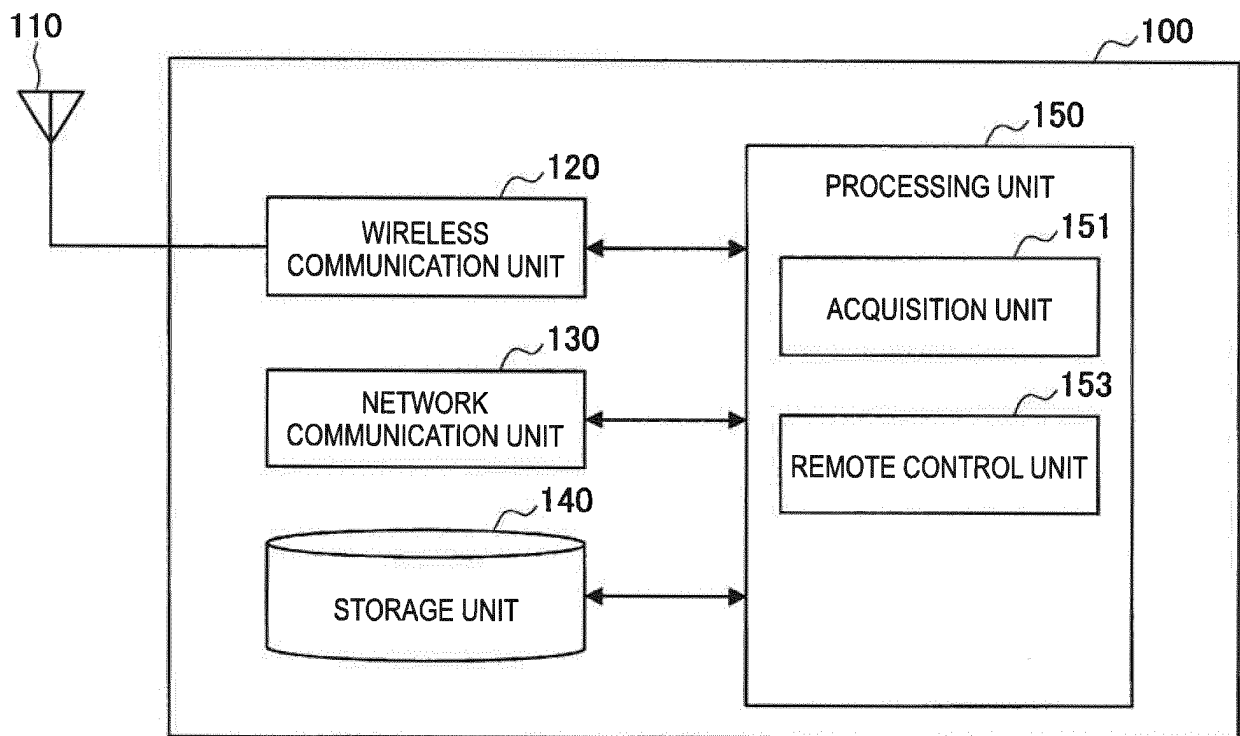 110
100
150
PROCESSING UNIT
120
WIRELESS
COMMUNICATION UNIT
151
ACQUISITION UNIT
130
NETWORK
COMMUNICATION UNIT
153
REMOTE CONTROL UNIT
140
STORAGE UNIT